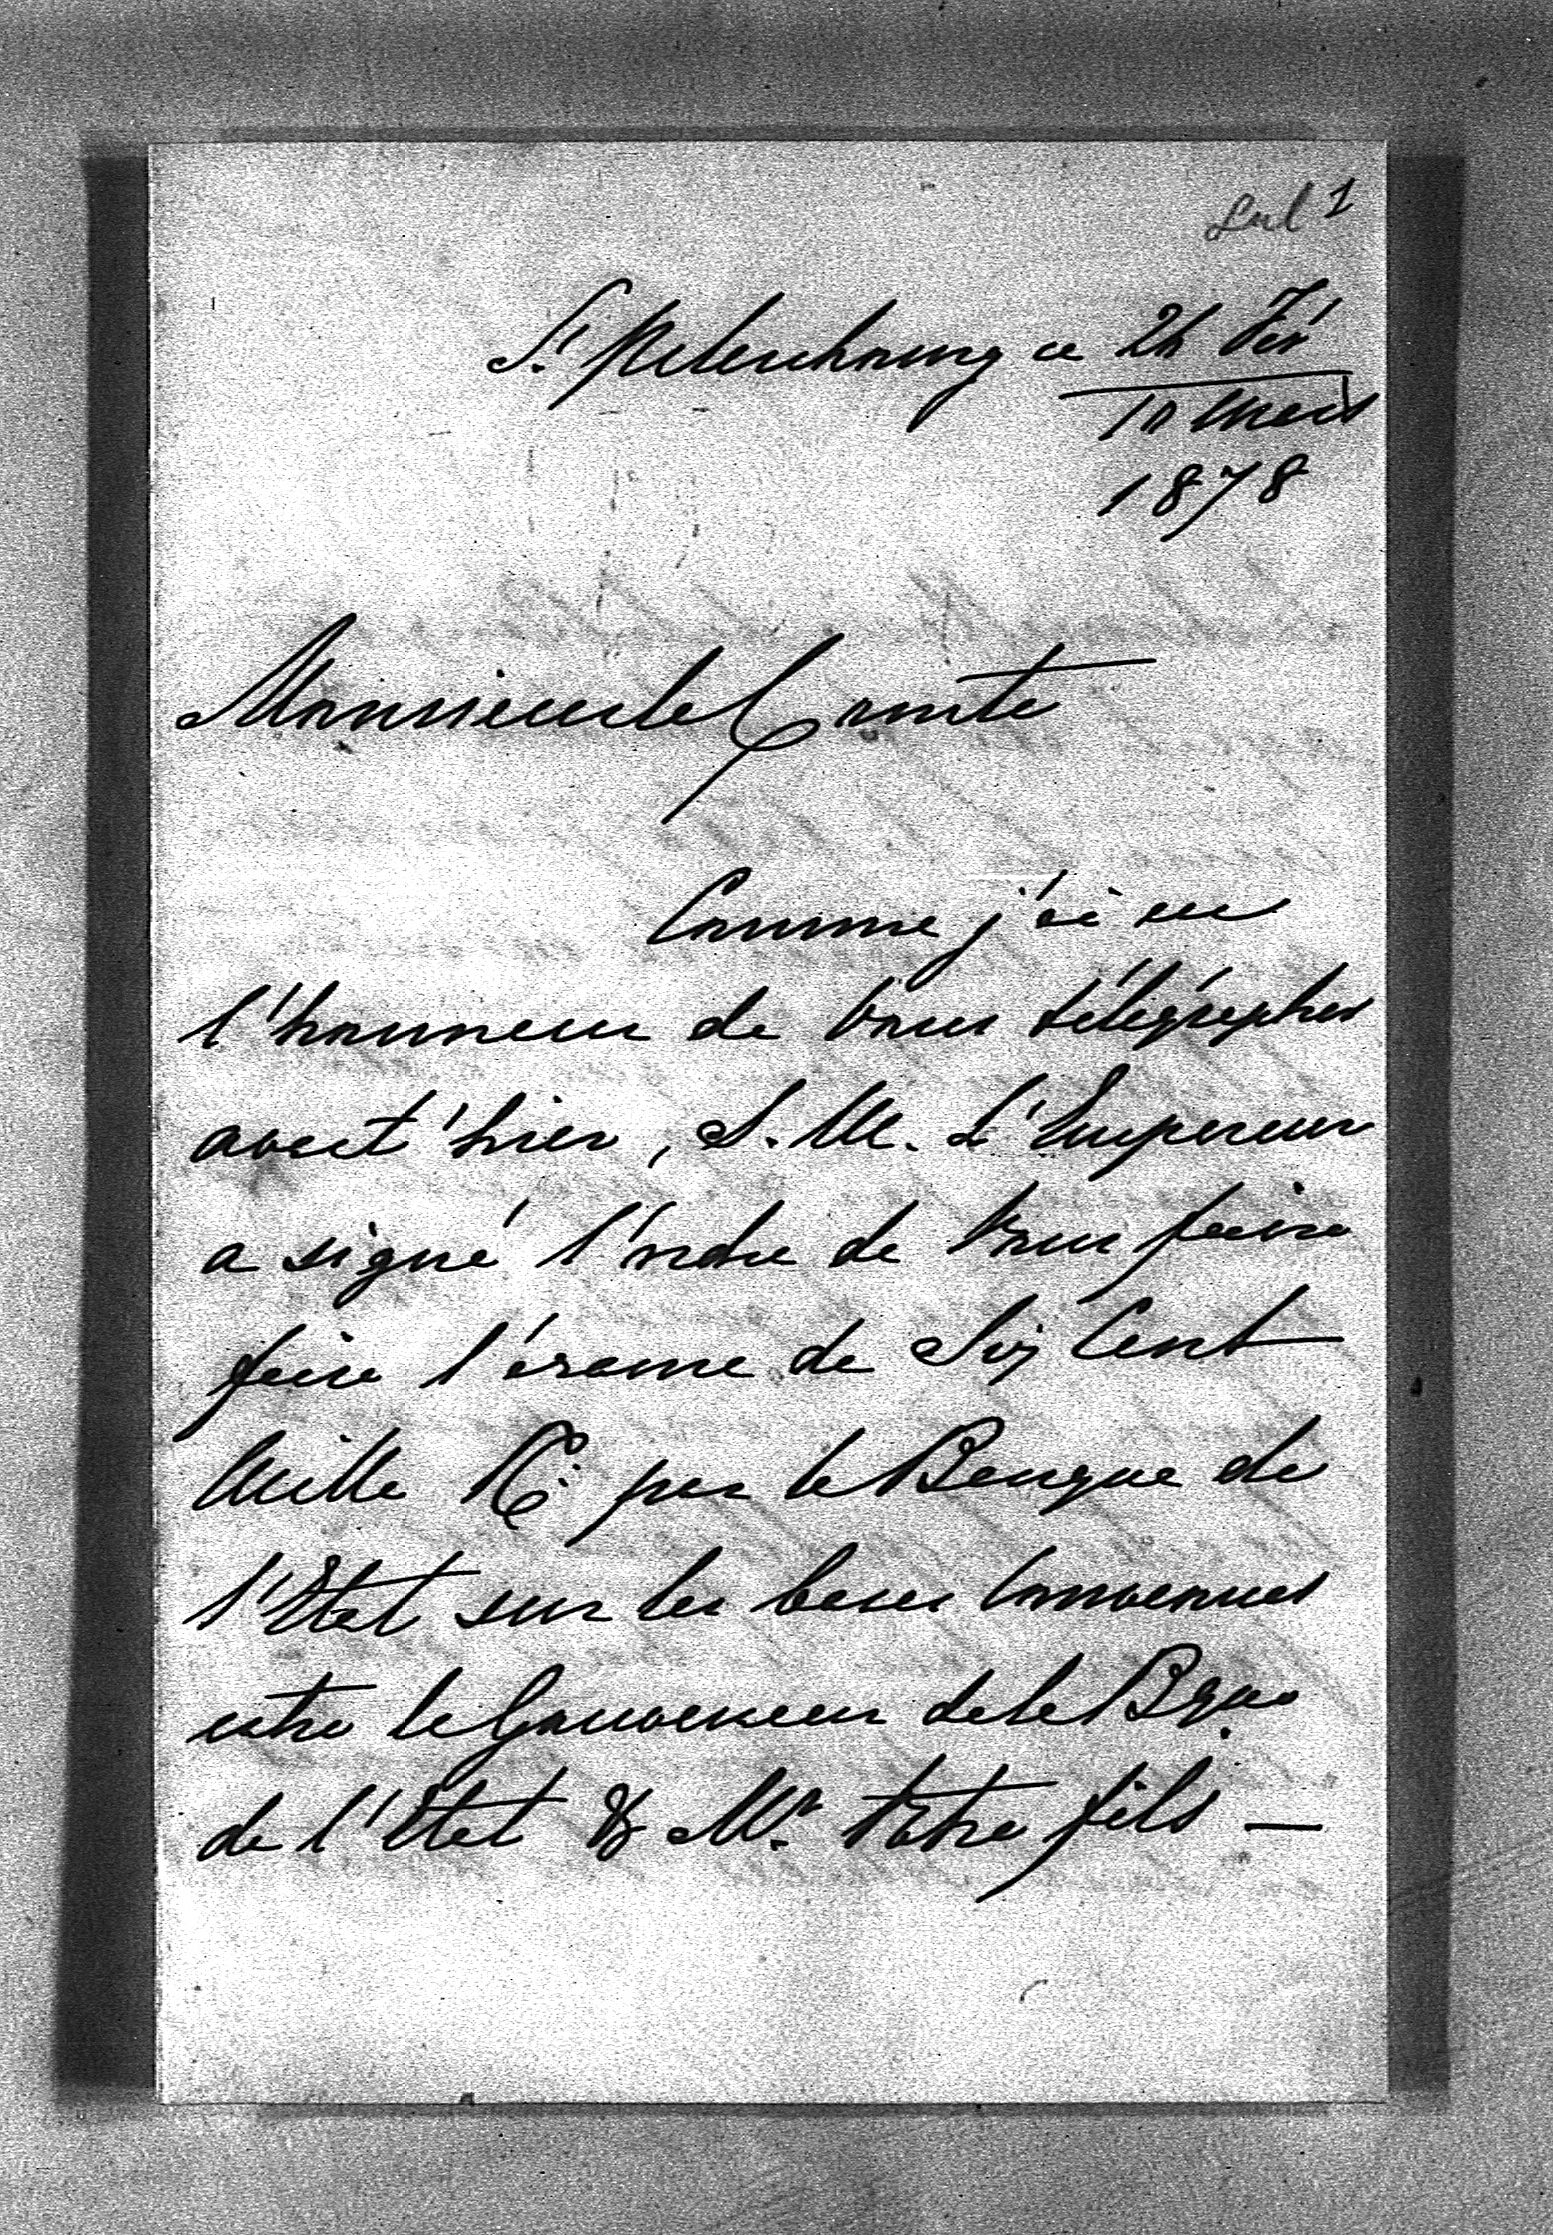 1
St Petersbourg ce 26 Fév
10 Mars
1878
Monsieur le Comte
Comme j'ai eu
l'honneur de Vous télégraphier
avant'hier, S. M. L'Empereur
a signé l'ordre de Vous faire
faire l'avance de Six Cent
Mille R. par la Banque de
l'Etat sur les bases convenues
entre le Gouverneur de la Bque
de l'Etat & Mr. Votre fils —